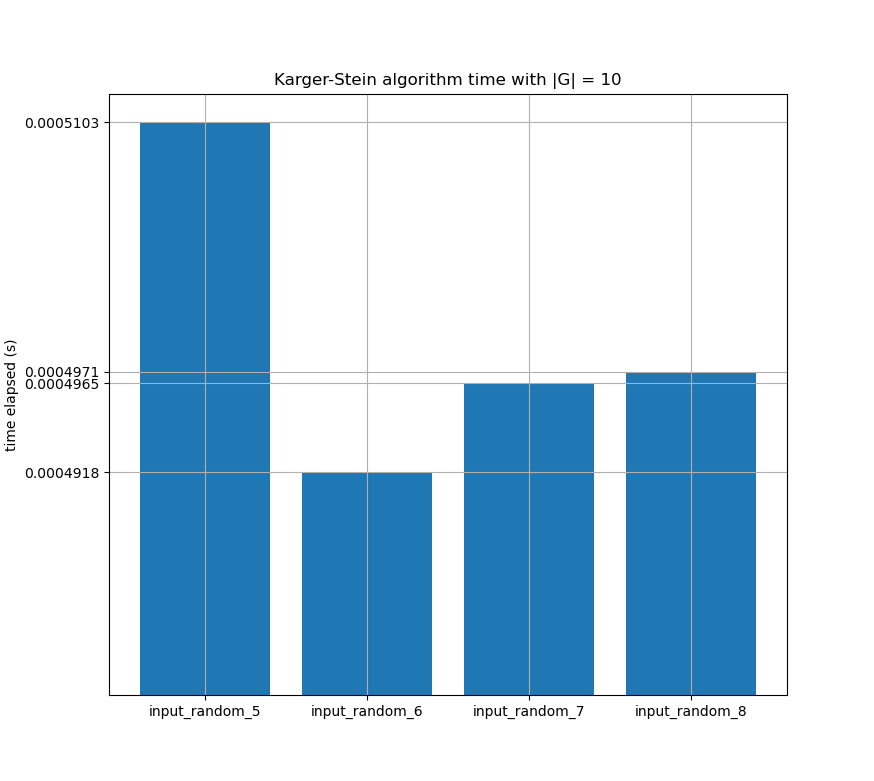 Karger-Stein algorithm time with |G| = 10
0.0005103
0.0004971
0.0004965
0.0004918
time elapsed (s)
input_random_5 input_random_6 input_random_7 input_random_8